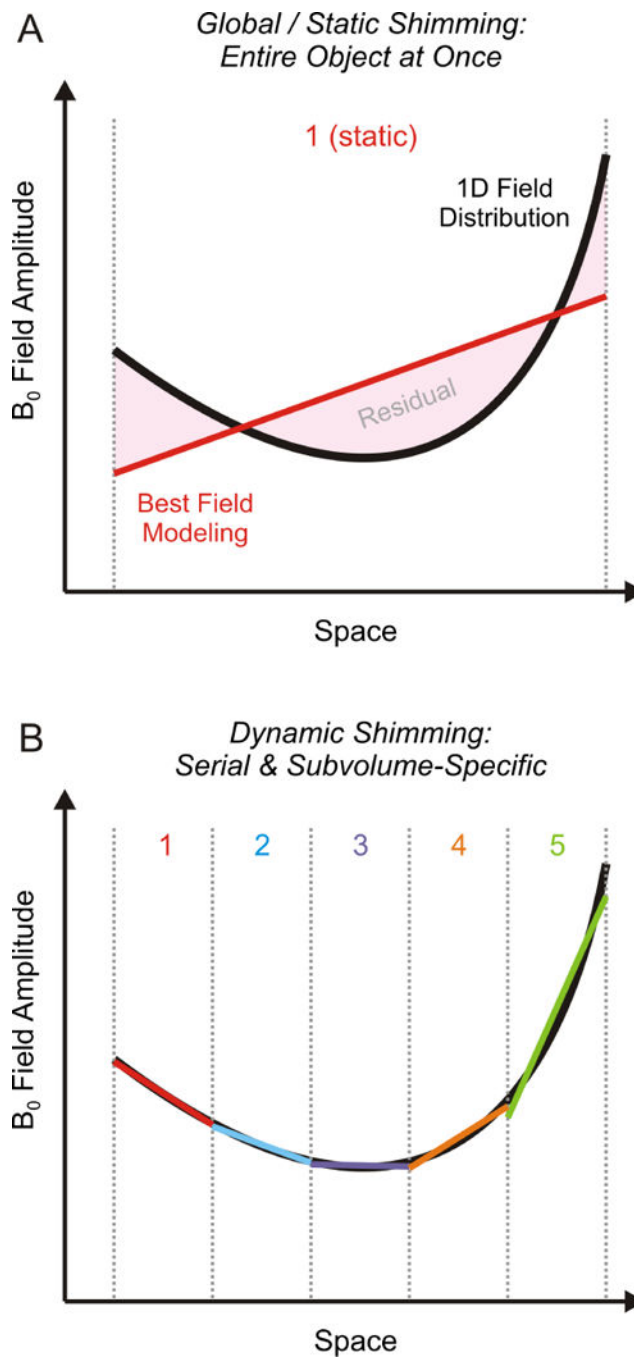 A
Global / Static Shimming:
Entire Object at Once
1 (static)
1D Field
Distribution
B₀ Field Amplitude
Residual
Best Field
Modeling
Space
B
Dynamic Shimming:
Serial & Subvolume-Specific
1 2 3 4 5
B₀ Field Amplitude
Space